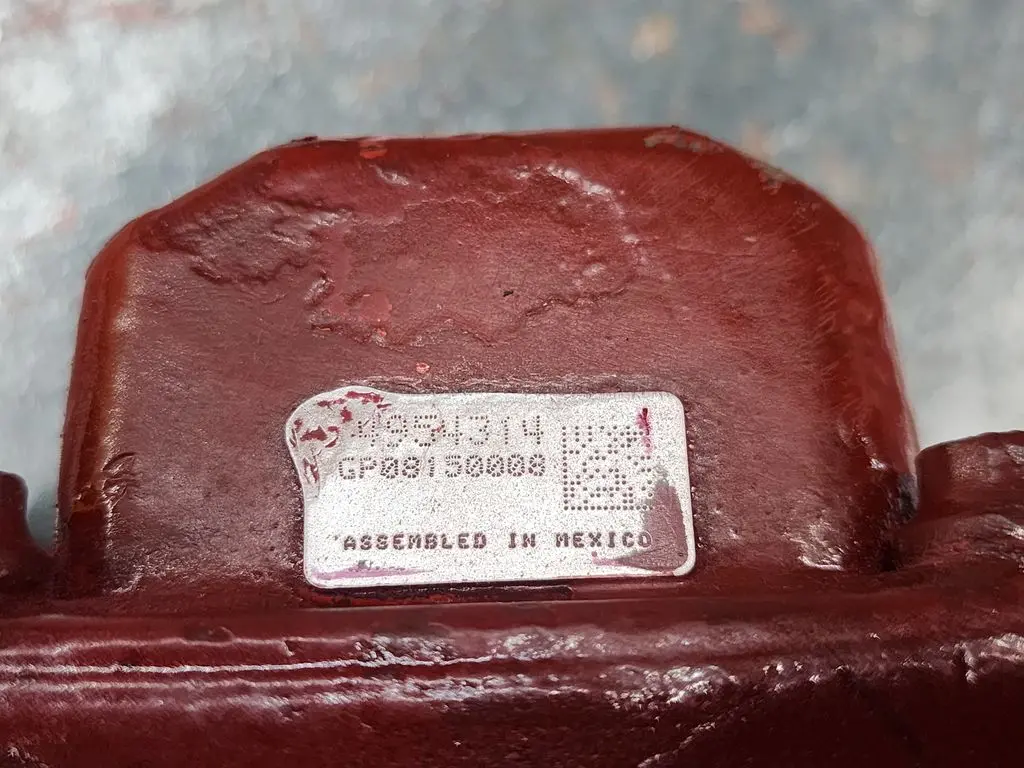 4954314
GP08150008
ASSEMBLED IN MEXICO